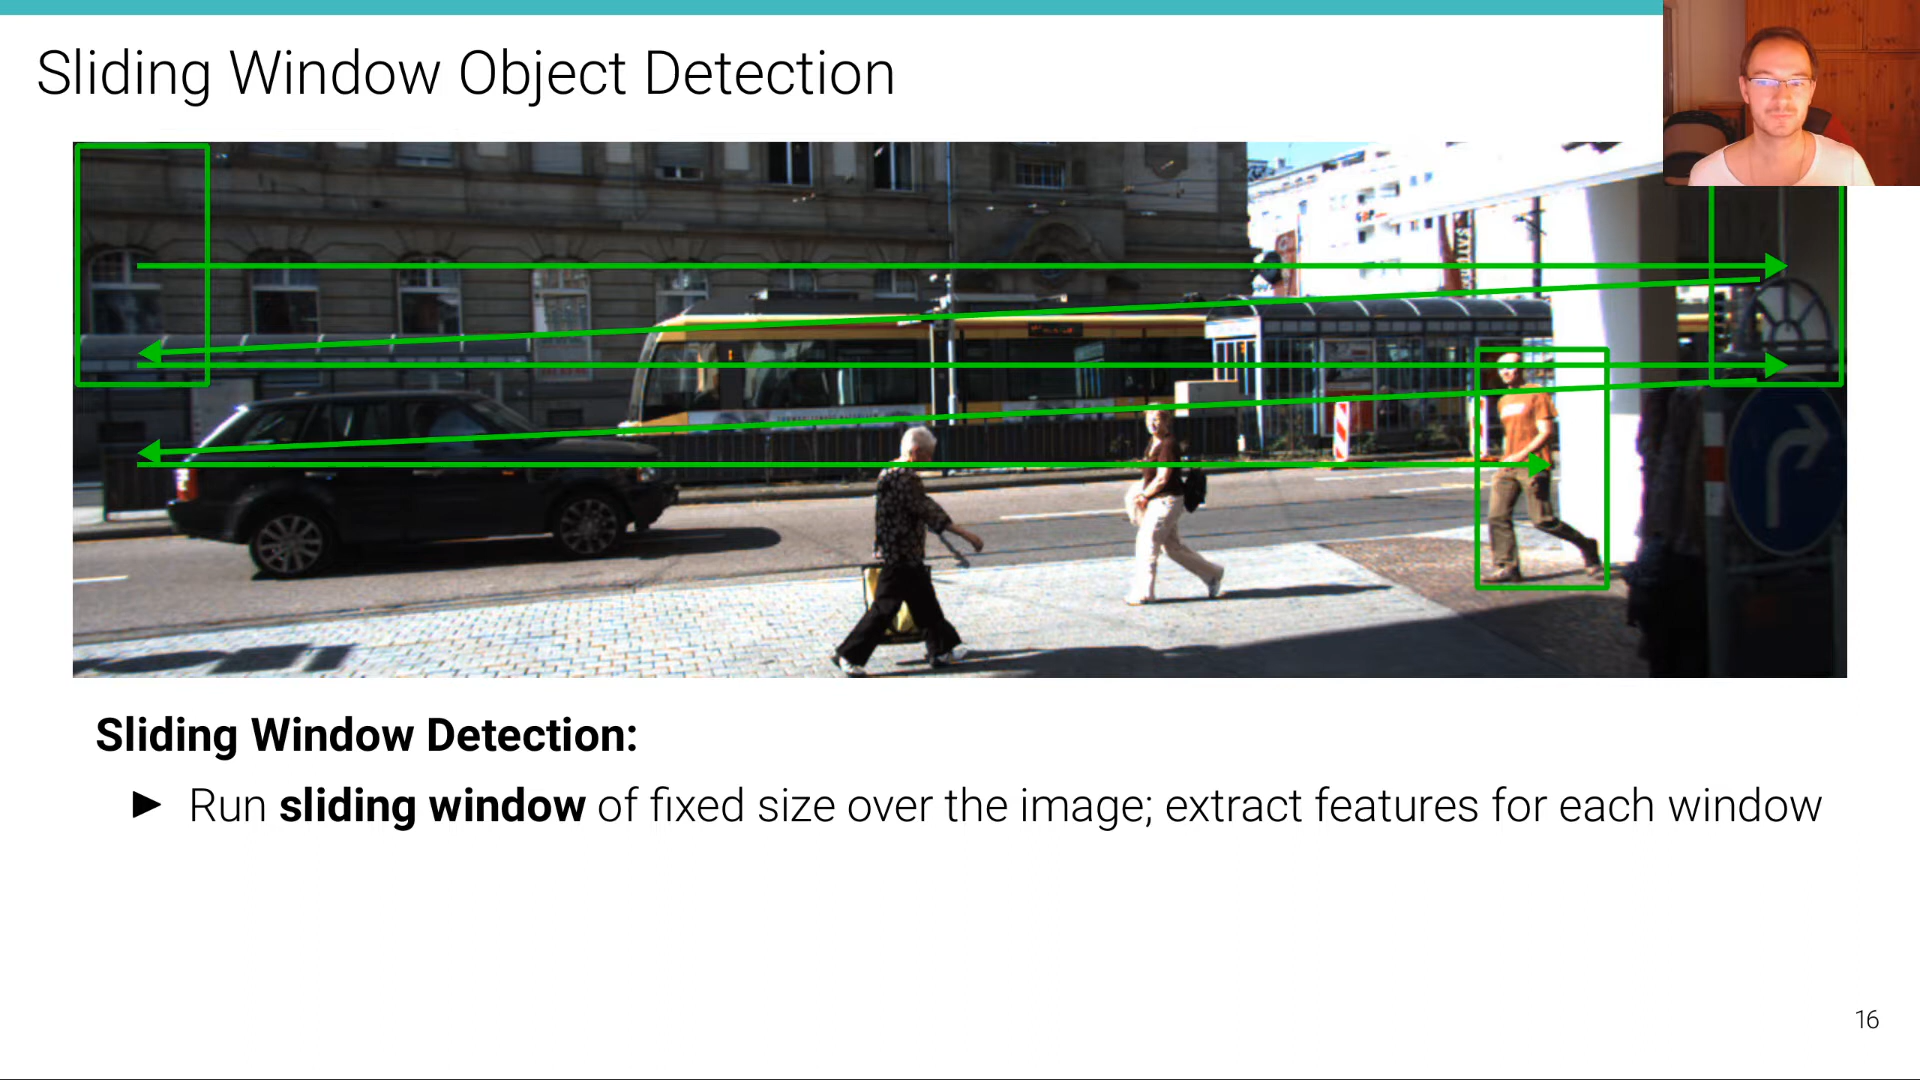 Sliding Window Object Detection
Sliding Window Detection:
► Run sliding window of fixed size over the image; extract features for each window
16